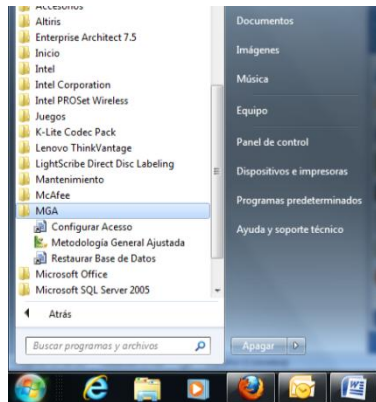 Accesorios
Altiris
Enterprise Architect 7.5
Inicio
Intel
Intel Corporation
Intel PROSet Wireless
Juegos
K-Lite Codec Pack
Lenovo ThinkVantage
LightScribe Direct Disc Labeling
Mantenimiento
McAfee
MGA
Configurar Acceso
Metodología General Ajustada
Restaurar Base de Datos
Microsoft Office
Microsoft SQL Server 2005
Atrás
Buscar programas y archivos
Documentos
Imágenes
Música
Equipo
Panel de control
Dispositivos e impresoras
Programas predeterminados
Ayuda y soporte técnico
Apagar